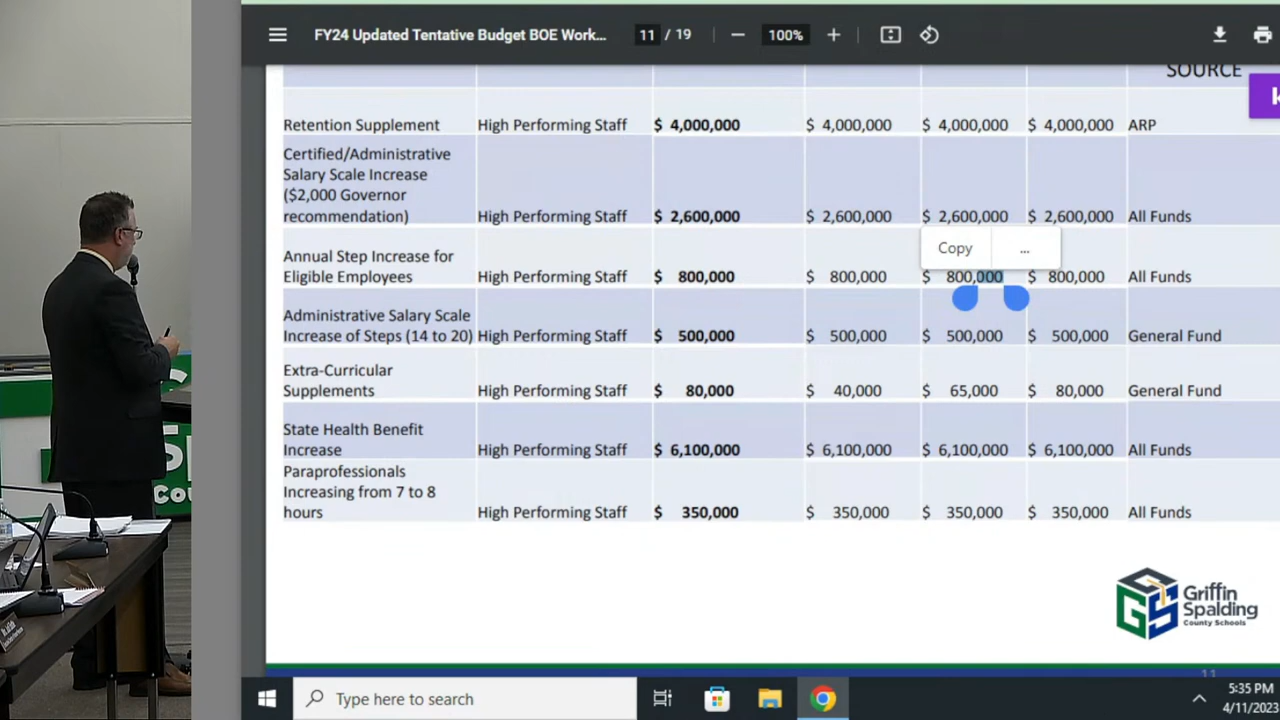 FY24 Updated Tentative Budget BOE Work...
11 / 19
100%
SOURCE
Retention Supplement High Performing Staff $ 4,000,000 $ 4,000,000 $ 4,000,000 $ 4,000,000 ARP
Certified/Administrative
Salary Scale Increase
($2,000 Governor
recommendation) High Performing Staff $ 2,600,000 $ 2,600,000 $ 2,600,000 $ 2,600,000 All Funds
Copy ...
Annual Step Increase for
Eligible Employees High Performing Staff $ 800,000 $ 800,000 $ 800,000 $ 800,000 All Funds
Administrative Salary Scale
Increase of Steps (14 to 20) High Performing Staff $ 500,000 $ 500,000 $ 500,000 $ 500,000 General Fund
Extra-Curricular
Supplements High Performing Staff $ 80,000 $ 40,000 $ 65,000 $ 80,000 General Fund
State Health Benefit
Increase High Performing Staff $ 6,100,000 $ 6,100,000 $ 6,100,000 $ 6,100,000 All Funds
Paraprofessionals
Increasing from 7 to 8
hours High Performing Staff $ 350,000 $ 350,000 $ 350,000 $ 350,000 All Funds
GS
Griffin
Spalding
County Schools
11
Type here to search
5:35 PM
4/11/2023